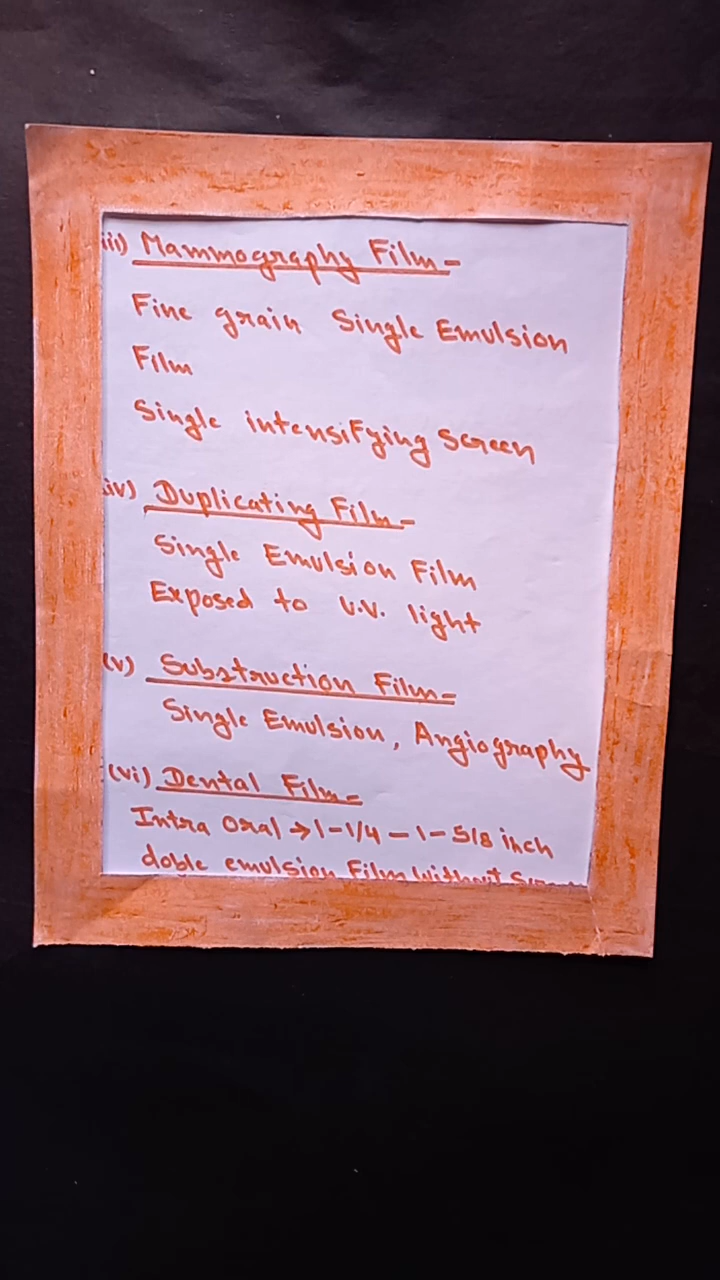 iii) Mammography Film-
Fine grain Single Emulsion
Film
Single intensifying Screen
iv) Duplicating Film-
Single Emulsion Film
Exposed to U.V. light
(v) Substruction Film-
Single Emulsion, Angiography
(vi) Dental Film-
Intra Oral → 1-1/4 - 1-5/8 inch
doble emulsion Film without